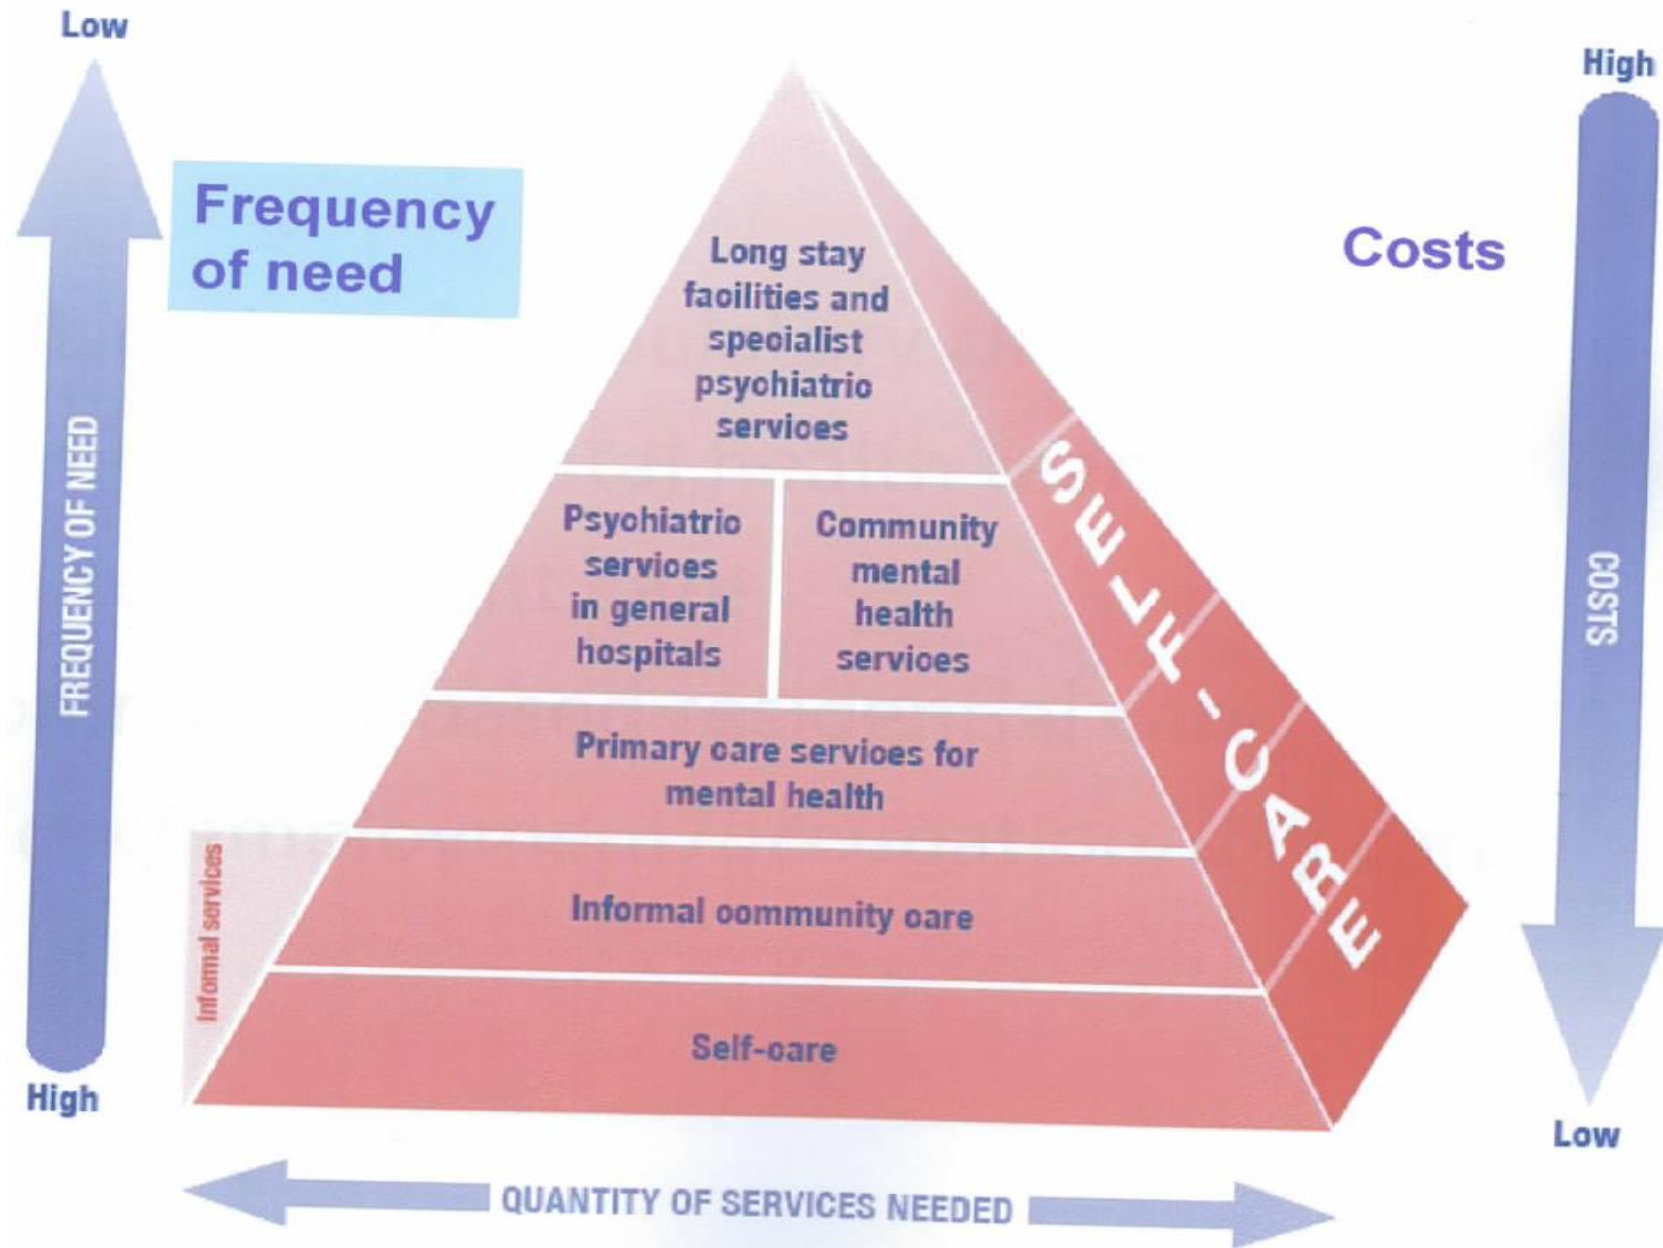 Low
High
Frequency
of need
Costs
FREQUENCY OF NEED
COSTS
Long stay
facilities and
specialist
psychiatric
services
Psychiatric
services
in general
hospitals
Community
mental
health
services
Primary care services for
mental health
Informal services
Informal community care
Self-care
SELF-CARE
High
Low
QUANTITY OF SERVICES NEEDED